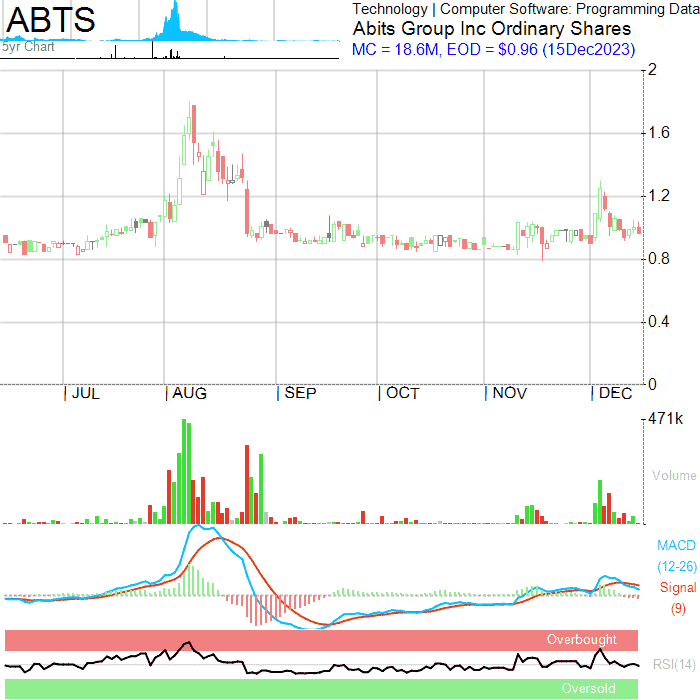 ABTS
5yr Chart
Technology | Computer Software: Programming Data
Abits Group Inc Ordinary Shares
MC = 18.6M, EOD = $0.96 (15Dec2023)
2
1.6
1.2
0.8
0.4
0
JUL AUG SEP OCT NOV DEC
471k
Volume
MACD
(12-26)
Signal
(9)
Overbought
RSI(14)
Oversold